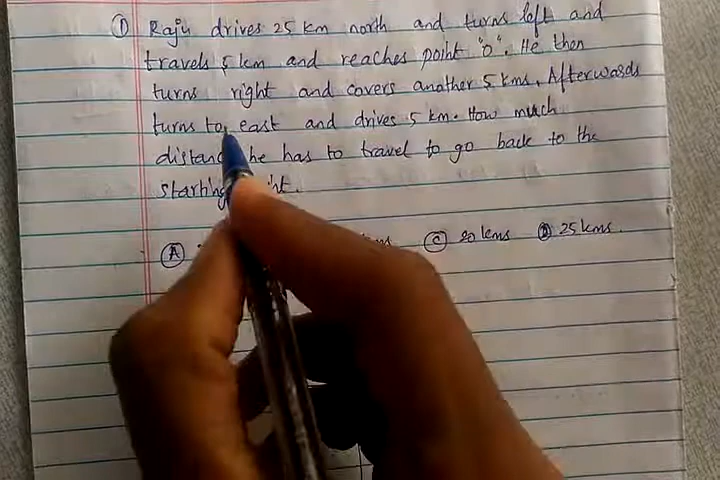 ① Raju drives 25 km north and turns left and
travels 5 km and reaches point "O". He then
turns right and covers another 5 kms. Afterwards
turns to east and drives 5 km. How much
he has to travel to go back to the
starting
Ⓐ Ⓒ 20 kms Ⓓ 25 kms.